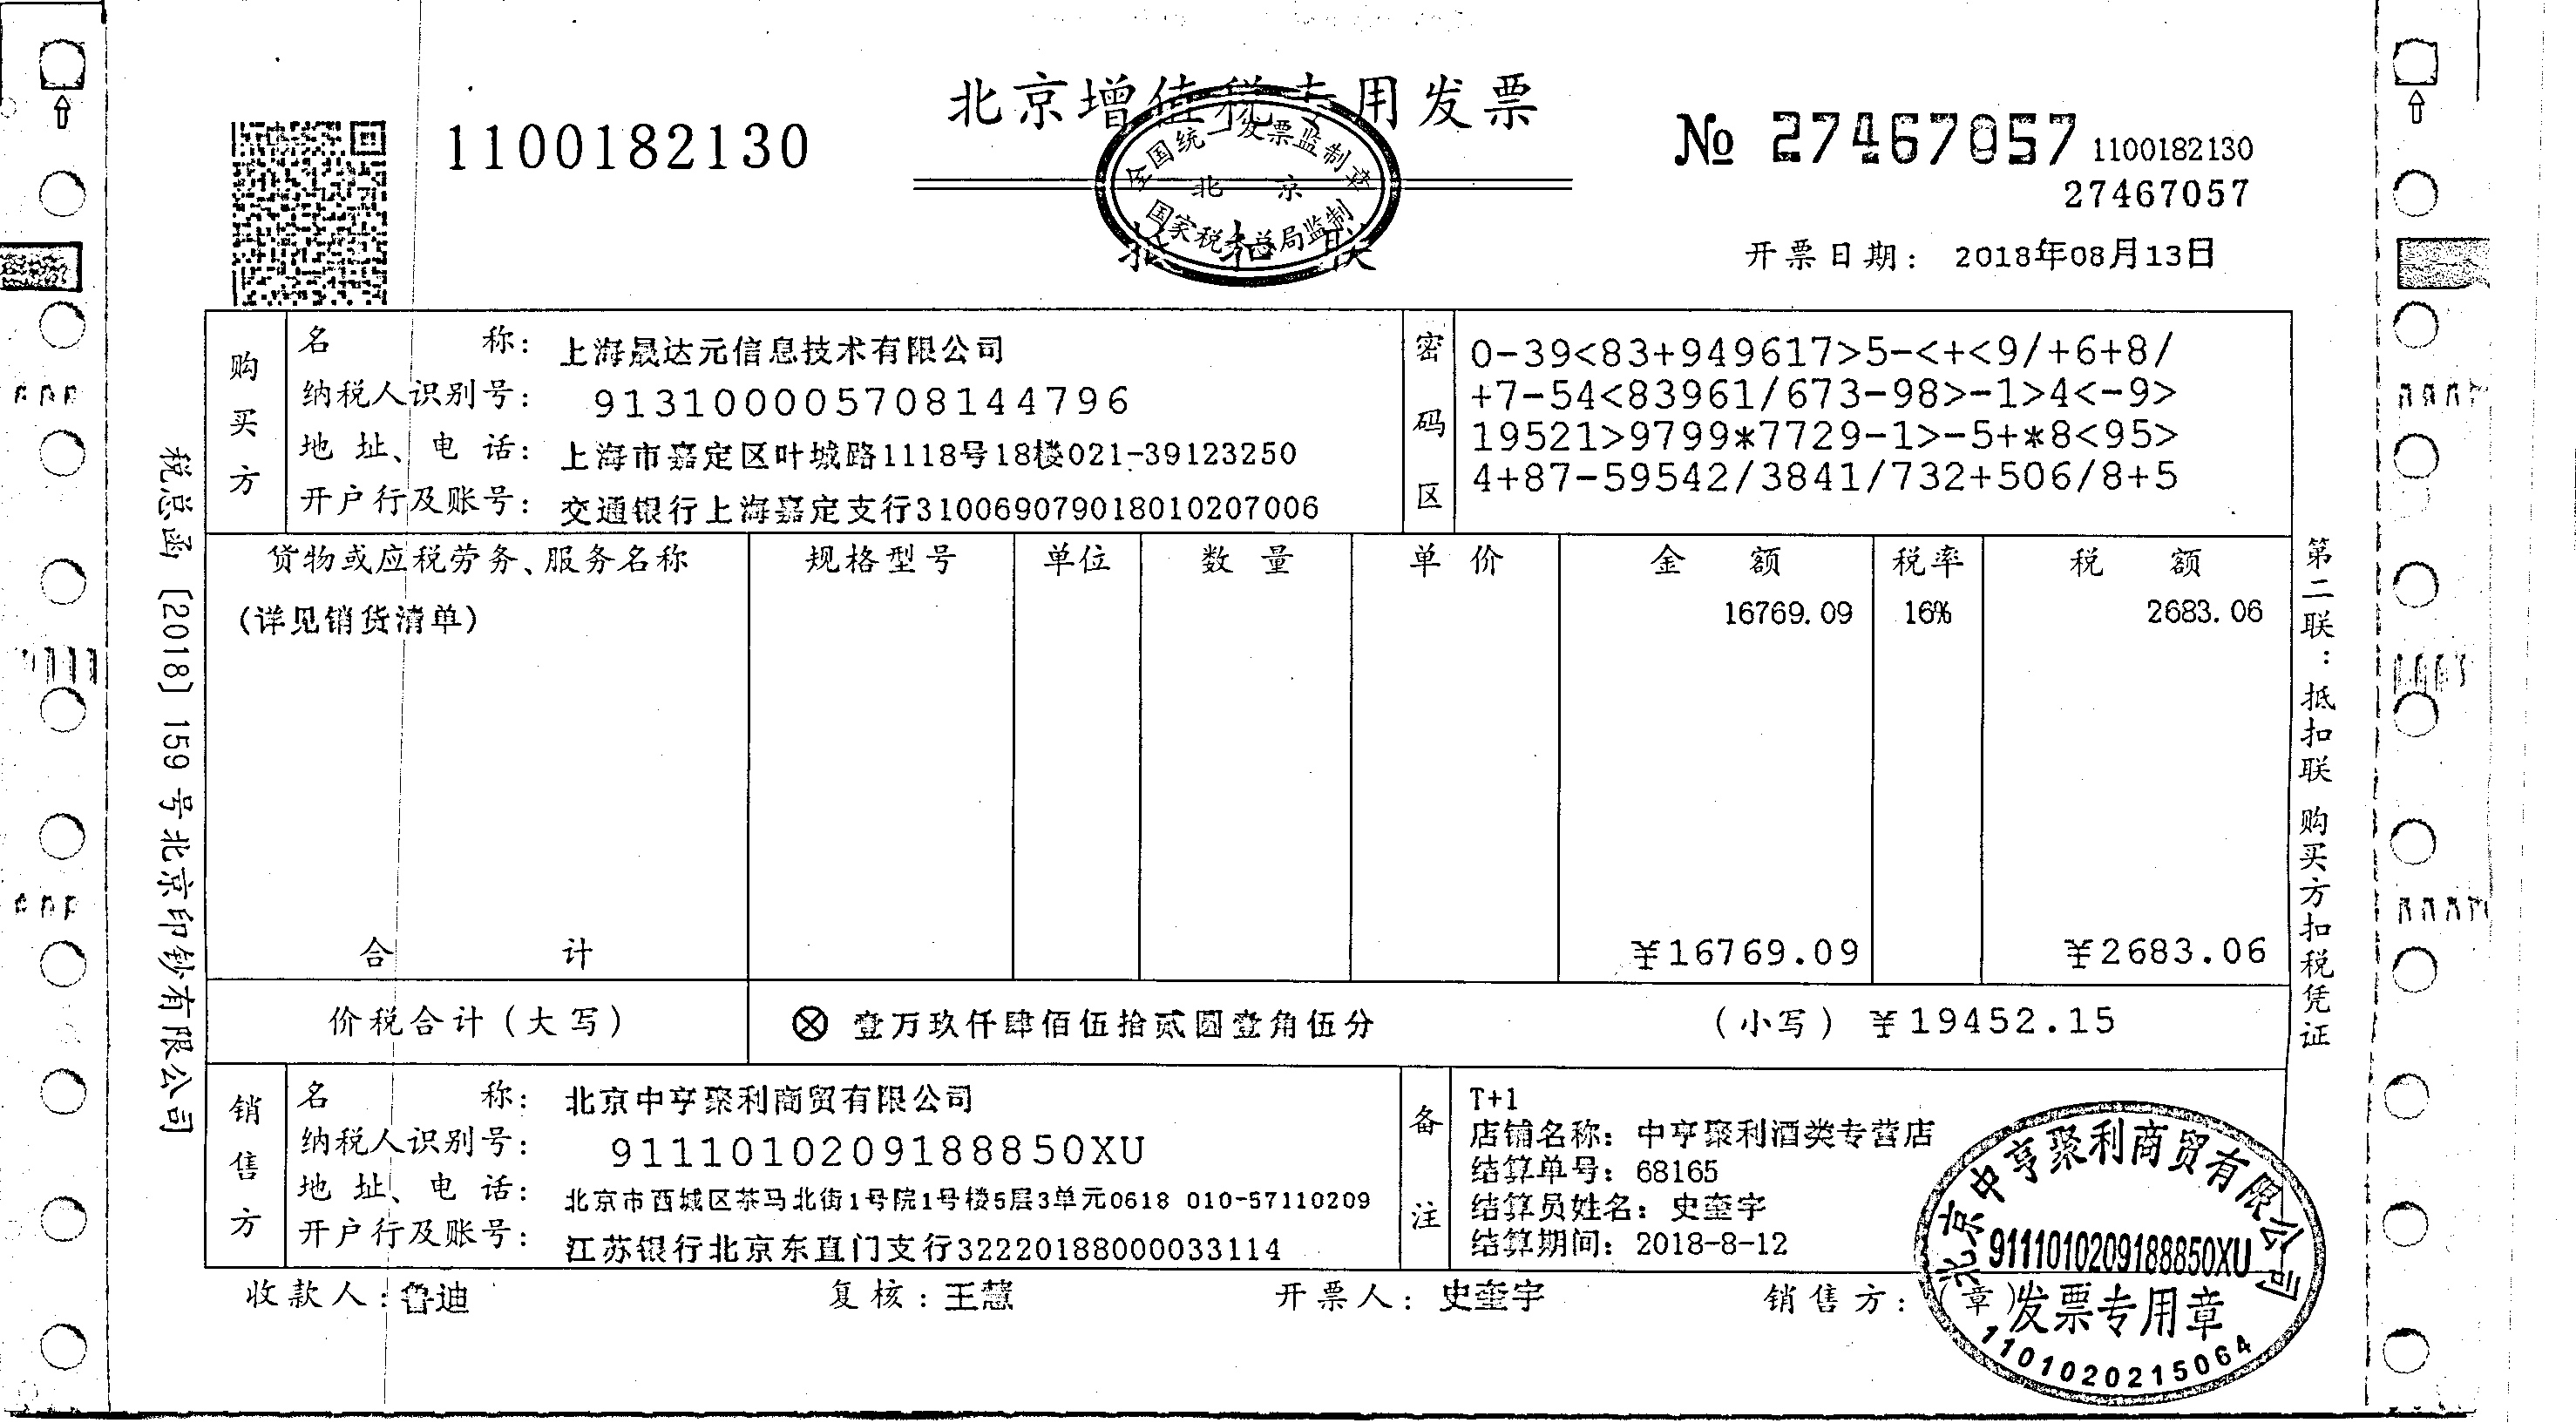 北京增值税专用发票
1100182130
№ 27467057
1100182130
27467057
全国统一发票监制章
北京
国家税务总局监制
抵扣联
开票日期: 2018年08月13日
购买方
名称: 上海晟达元信息技术有限公司
纳税人识别号: 913100005708144796
地址、电话: 上海市嘉定区叶城路1118号18楼021-39123250
开户行及账号: 交通银行上海嘉定支行310069079018010207006
密码区
0-39<83+949617>5-<+<9/+6+8/
+7-54<83961/673-98>-1>4<-9>
19521>9799*7729-1>-5+*8<95>
4+87-59542/3841/732+506/8+5
货物或应税劳务、服务名称 规格型号 单位 数量 单价 金额 税率 税额
(详见销货清单) 16769.09 16% 2683.06
合计 ¥16769.09 ¥2683.06
价税合计(大写) ⊗ 壹万玖仟肆佰伍拾贰圆壹角伍分 (小写) ¥19452.15
销售方
名称: 北京中亨聚利商贸有限公司
纳税人识别号: 91110102091888850XU
地址、电话: 北京市西城区茶马北街1号院1号楼5层3单元0618 010-57110209
开户行及账号: 江苏银行北京东直门支行32220188000033114
备注
T+1
店铺名称: 中亨聚利酒类专营店
结算单号: 68165
结算员姓名: 史蕴宇
结算期间: 2018-8-12
收款人: 鲁迪 复核: 王慧 开票人: 史蕴宇 销售方: (章)
北京中亨聚利商贸有限公司
91110102091888850XU
发票专用章
1101020215064
税总函[2018]159号北京印钞有限公司
第二联: 抵扣联 购买方扣税凭证